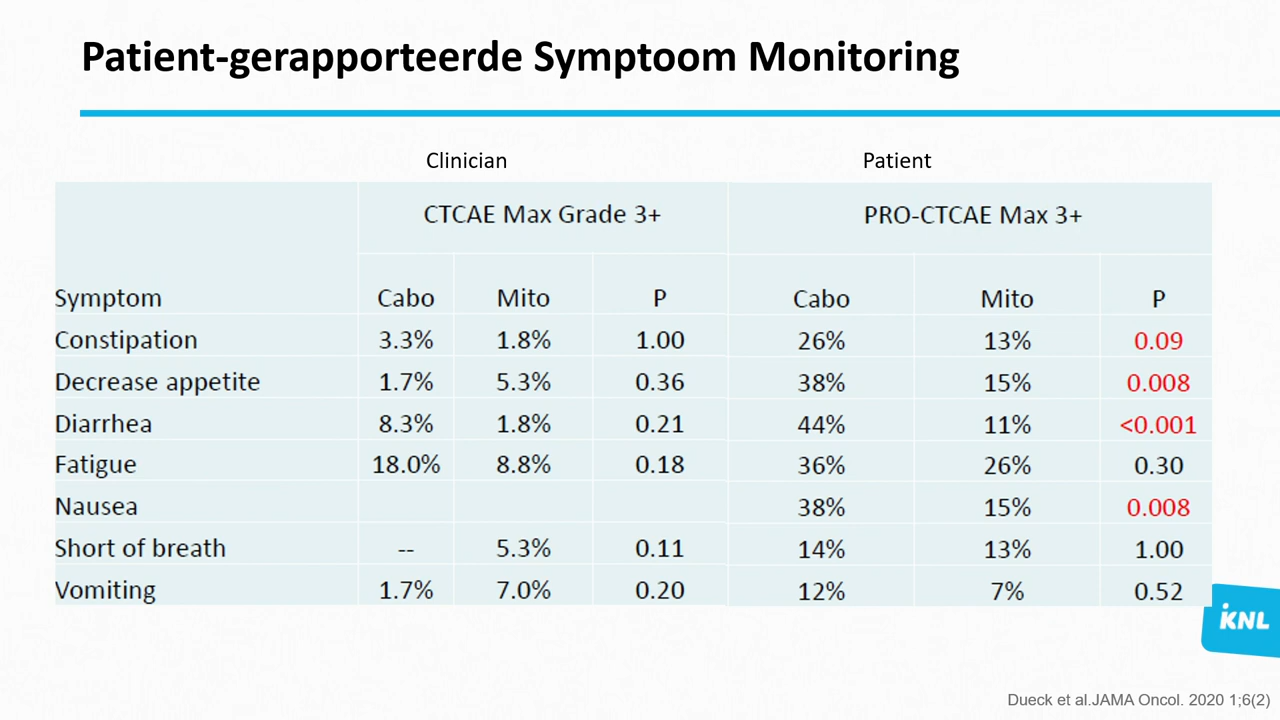 Patient-gerapporteerde Symptoom Monitoring
Clinician Patient
CTCAE Max Grade 3+ PRO-CTCAE Max 3+
Symptom Cabo Mito P Cabo Mito P
Constipation 3.3% 1.8% 1.00 26% 13% 0.09
Decrease appetite 1.7% 5.3% 0.36 38% 15% 0.008
Diarrhea 8.3% 1.8% 0.21 44% 11% <0.001
Fatigue 18.0% 8.8% 0.18 36% 26% 0.30
Nausea 38% 15% 0.008
Short of breath -- 5.3% 0.11 14% 13% 1.00
Vomiting 1.7% 7.0% 0.20 12% 7% 0.52
iKNL
Dueck et al.JAMA Oncol. 2020 1;6(2)